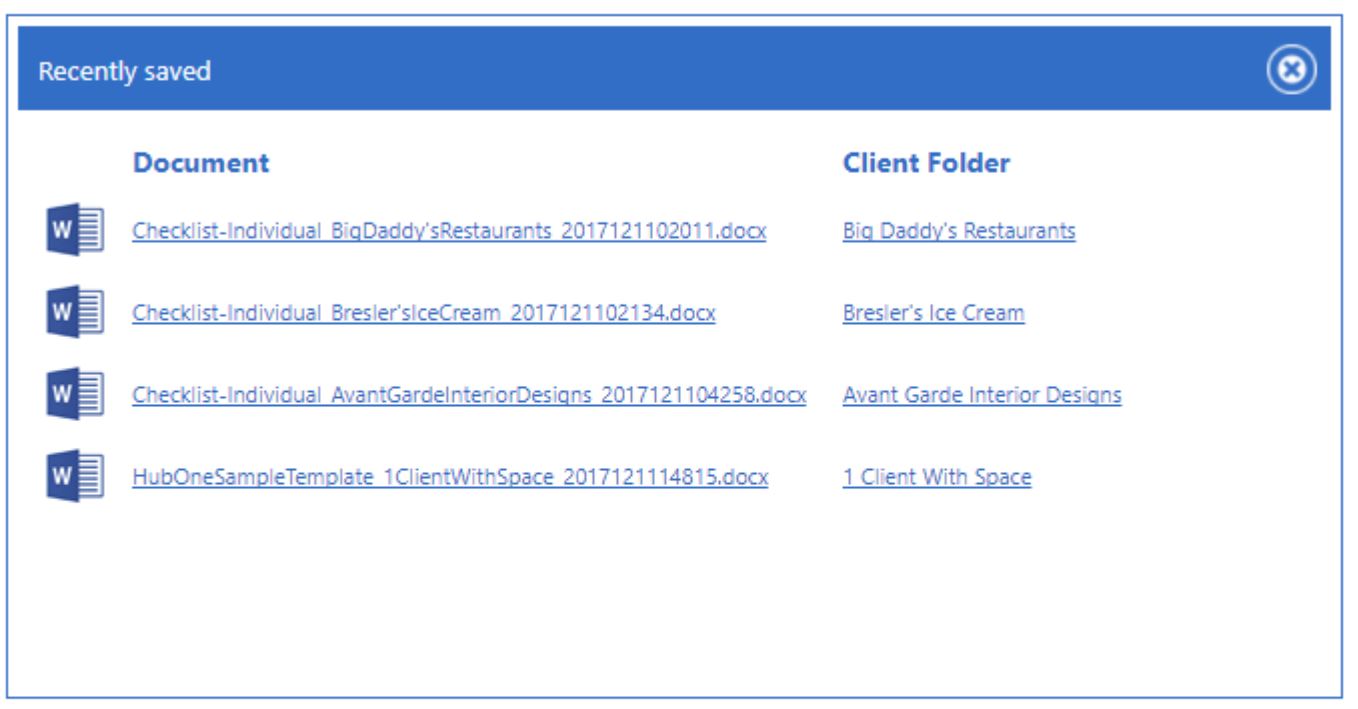 Recently saved
Document Client Folder
Checklist-Individual_BigDaddy'sRestaurants_2017121102011.docx Big Daddy's Restaurants
Checklist-Individual_Bresler'sIceCream_2017121102134.docx Bresler's Ice Cream
Checklist-Individual_AvantGardeInteriorDesigns_2017121104258.docx Avant Garde Interior Designs
HubOneSampleTemplate_1ClientWithSpace_2017121114815.docx 1 Client With Space